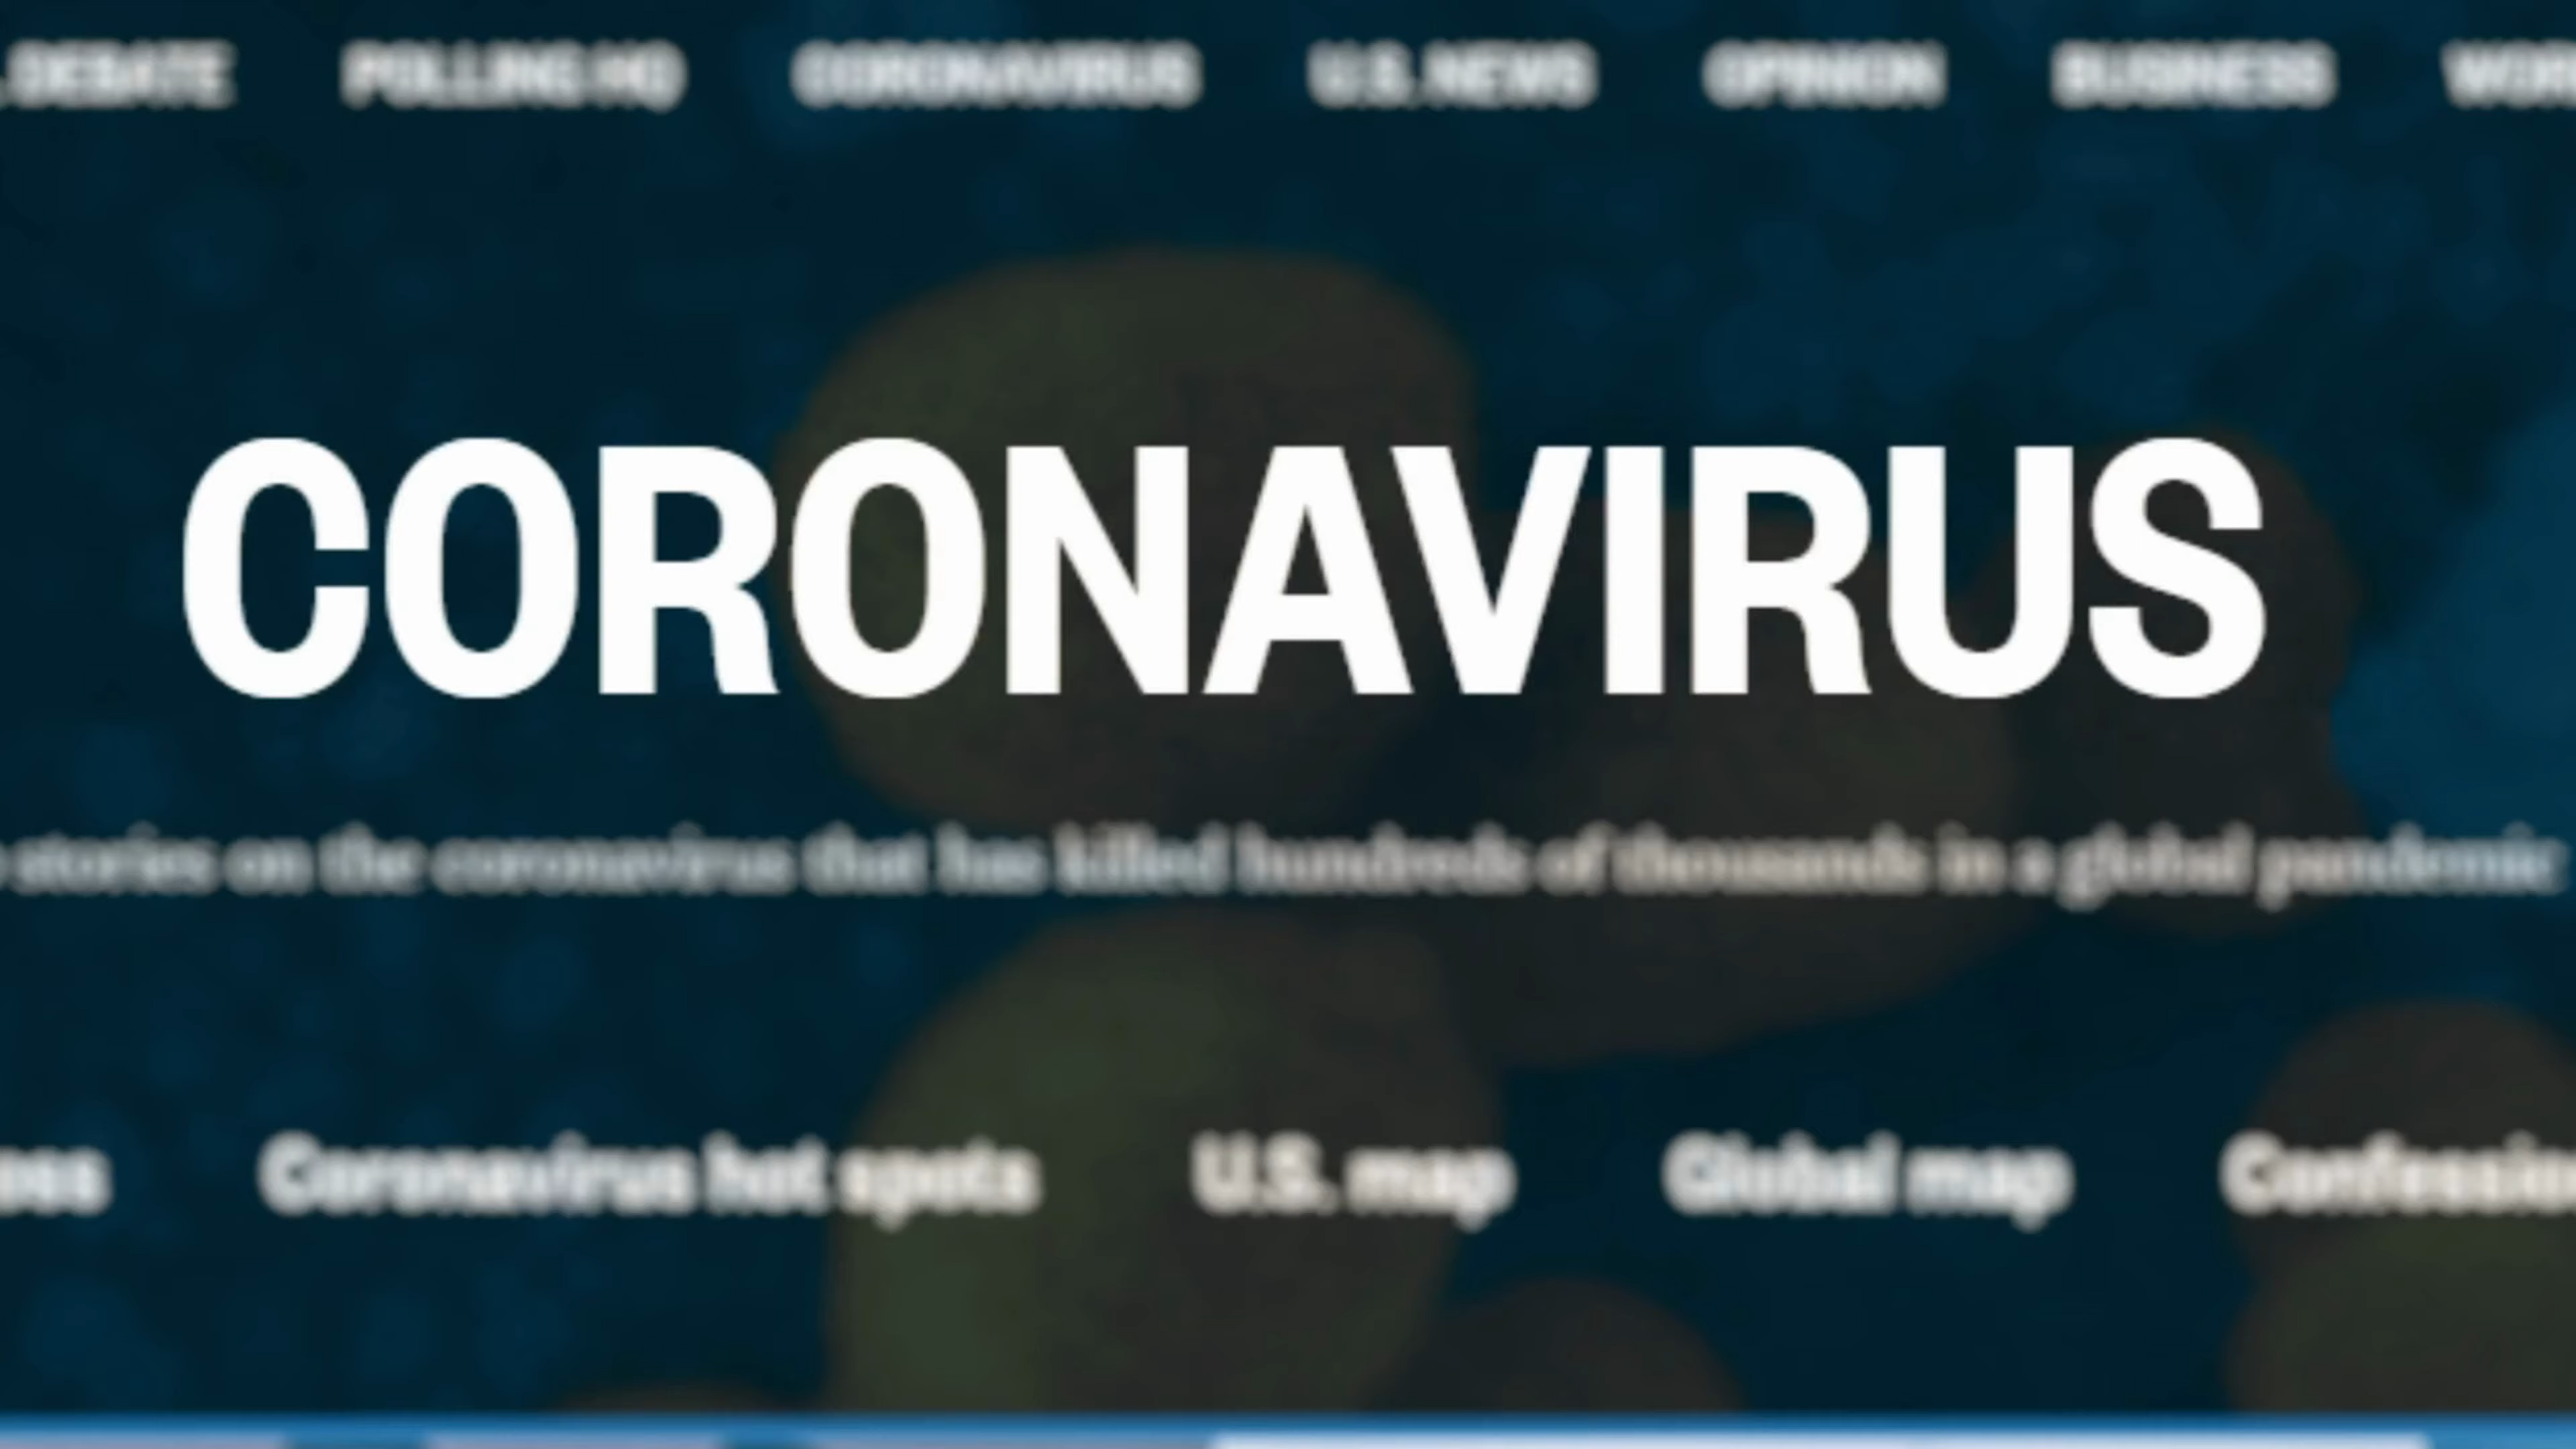 DEBATE POLLING HQ CORONAVIRUS U.S. NEWS OPINION BUSINESS
CORONAVIRUS
stories on the coronavirus that has killed hundreds of thousands in a global pandemic
Coronavirus hot spots U.S. map Global map